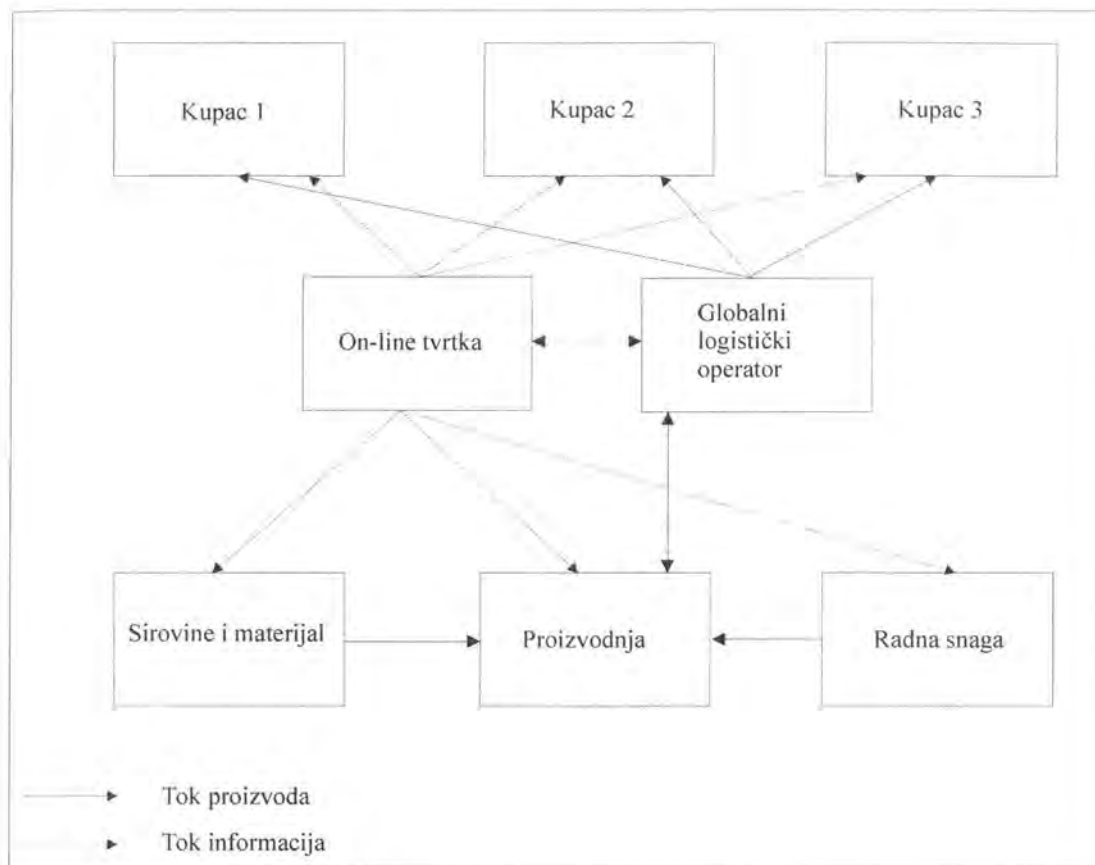 Kupac 1
Kupac 2
Kupac 3
On-line tvrtka
Globalni
logistički
operator
Sirovine i materijal
Proizvodnja
Radna snaga
Tok proizvoda
Tok informacija